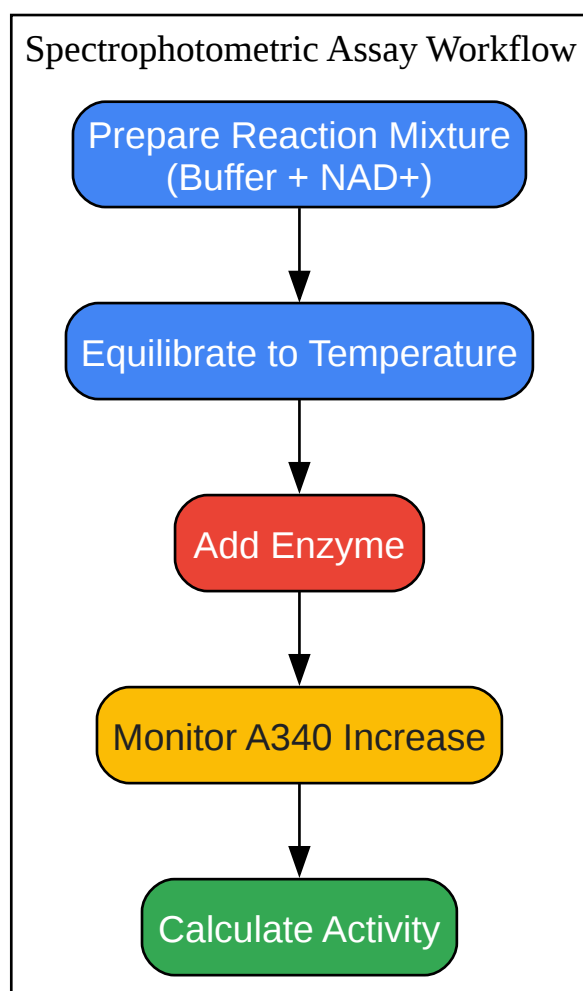 Spectrophotometric Assay Workflow
Prepare Reaction Mixture
(Buffer + NAD+)
Equilibrate to Temperature
Add Enzyme
Monitor A340 Increase
Calculate Activity